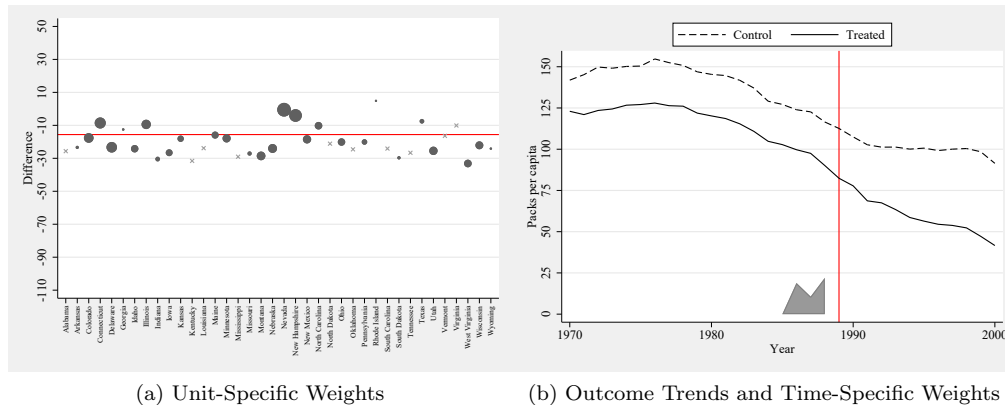 50
30
10
-10
-30
-50
-70
-90
-110
Difference
Alabama
Arkansas
Colorado
Connecticut
Delaware
Georgia
Idaho
Illinois
Indiana
Iowa
Kansas
Kentucky
Louisiana
Maine
Minnesota
Mississippi
Missouri
Montana
Nebraska
Nevada
New Hampshire
New Mexico
North Carolina
North Dakota
Ohio
Oklahoma
Pennsylvania
Rhode Island
South Carolina
South Dakota
Tennessee
Texas
Utah
Vermont
Virginia
West Virginia
Wisconsin
Wyoming
(a) Unit-Specific Weights
Control Treated
150
125
100
75
50
25
0
Packs per capita
1970 1980 1990 2000
Year
(b) Outcome Trends and Time-Specific Weights